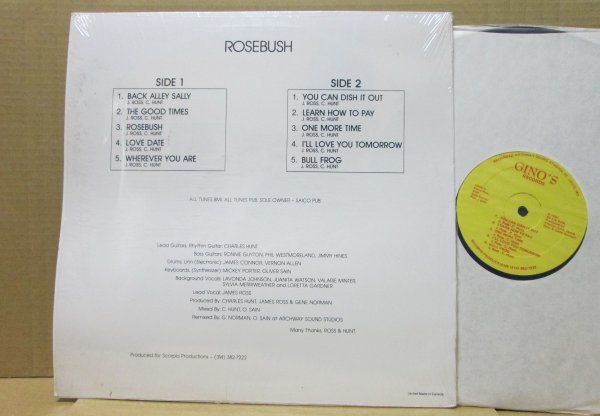 ROSEBUSH
SIDE 1
1. BACK ALLEY SALLY
J. ROSS, C. HUNT
2. THE GOOD TIMES
J. ROSS, C. HUNT
3. ROSEBUSH
J. ROSS, C. HUNT
4. LOVE DATE
J. ROSS, C. HUNT
5. WHEREVER YOU ARE
J. ROSS, C. HUNT
SIDE 2
1. YOU CAN DISH IT OUT
J. ROSS, C. HUNT
2. LEARN HOW TO PAY
J. ROSS, C. HUNT
3. ONE MORE TIME
J. ROSS, C. HUNT
4. I'LL LOVE YOU TOMORROW
J. ROSS, C. HUNT
5. BULL FROG
J. ROSS, C. HUNT
ALL TUNES BMI, ALL TUNES PUB. SOLE OWNER - SAICO PUB.
Lead Guitars, Rhythm Guitar: CHARLES HUNT
Bass Guitars: RONNIE GUYTON, PHIL WESTMORELAND, JIMMY HINES
Drums, Linn (Electronic): JAMES CONNOR, VERNON ALLEN
Keyboards, (Synthesizer): MICKEY PORTER, OLIVER SAIN
Background Vocals: LAVONDA JOHNSON, JUANITA WATSON, VALARIE MINTER,
SYLVIA MERRIWEATHER and LORETTA GARDNER
Lead Vocal: JAMES ROSS
Produced By: CHARLES HUNT, JAMES ROSS & GENE NORMAN
Mixed By: C. HUNT, O. SAIN
Remixed By: G. NORMAN, O. SAIN at ARCHWAY SOUND STUDIOS
Many Thanks, ROSS & HUNT
Produced for Scorpio Productions - (314) 382-7222
GINO'S
RECORDS